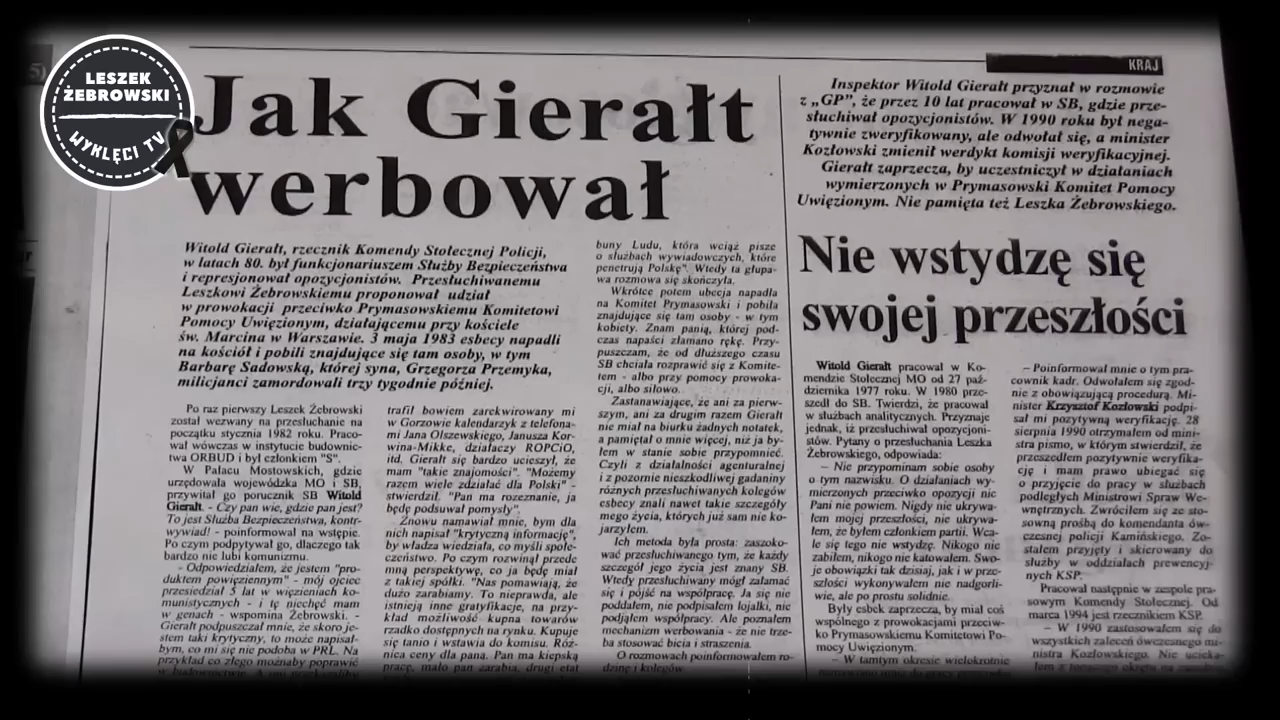 LESZEK
ŻEBROWSKI
WYKLĘCI TV
KRAJ
Jak Gierałt
werbował
Witold Gierałt, rzecznik Komendy Stołecznej Policji,
w latach 80. był funkcjonariuszem Służby Bezpieczeństwa
i represjonował opozycjonistów. Przesłuchiwanemu
Leszkowi Żebrowskiemu proponował udział
w prowokacji przeciwko Prymasowskiemu Komitetowi
Pomocy Uwięzionym, działającemu przy kościele
św. Marcina w Warszawie. 3 maja 1983 esbecy napadli
na kościół i pobili znajdujące się tam osoby, w tym
Barbarę Sadowską, której syna, Grzegorza Przemyka,
milicjanci zamordowali trzy tygodnie później.
Po raz pierwszy Leszek Żebrowski
został wezwany na przesłuchanie na
początku stycznia 1982 roku. Praco-
wał wówczas w instytucie budownic-
twa ORBUD i był członkiem "S".
W Pałacu Mostowskich, gdzie
urzędowała wojewódzka MO i SB,
przywitał go porucznik SB Witold
Gierałt. - Czy pan wie, gdzie pan jest?
To jest Służba Bezpieczeństwa, kontr-
wywiad! - poinformował na wstępie.
Po czym podpytywał go, dlaczego tak
bardzo nie lubi komunizmu.
- Odpowiedziałem, że jestem "pro-
duktem powięziennym" - mój ojciec
przesiedział 5 lat w więzieniach ko-
munistycznych - i tę niechęć mam
w genach - wspomina Żebrowski. -
Gierałt podpuszczał mnie, że skoro je-
stem taki krytyczny, to może napisał-
bym, co mi się nie podoba w PRL. Na
przykład co złego możnaby poprawić
trafił bowiem zarekwirowany mi
w Gorzowie kalendarzyk z telefona-
mi Jana Olszewskiego, Janusza Kor-
wina-Mikke, działaczy ROPCiO,
itd. Gierałt się bardzo ucieszył, że
mam "takie znajomości". "Możemy
razem wiele zdziałać dla Polski" -
stwierdził. "Pan ma rozeznanie, ja
będę podsuwał pomysły".
Znowu namawiał mnie, bym dla
nich napisał "krytyczną informację",
by władza wiedziała, co myśli społe-
czeństwo. Po czym rozwinął przede
mną perspektywę, co ja będę miał
z takiej spółki. "Nas pomawiają, że
dużo zarabiamy. To nieprawda, ale
istnieją inne gratyfikacje, na przy-
kład możliwość kupna towarów
rzadko dostępnych na rynku. Kupuje
się tanio i wstawia do komisu. Róż-
nica ceny dla pana. Pan ma kiepską
pracę, mało pan zarabia, drugi etat
buny Ludu, która wciąż pisze
o służbach wywiadowczych, które
penetrują Polskę". Wtedy ta głupa-
wa rozmowa się skończyła.
Wkrótce potem ubecja napadła
na Komitet Prymasowski i pobiła
znajdujące się tam osoby - w tym
kobiety. Znam panią, której pod-
czas napaści złamano rękę. Przy-
puszczam, że od dłuższego czasu
SB chciała rozprawić się z Komite-
tem - albo przy pomocy prowoka-
cji, albo siłowo.
Zastanawiające, że ani za pierw-
szym, ani za drugim razem Gierałt
nie miał na biurku żadnych notatek,
a pamiętał o mnie więcej, niż ja by-
łem w stanie sobie przypomnieć.
Czyli z działalności agenturalnej
i z pozornie nieszkodliwej gadaniny
różnych przesłuchiwanych kolegów
esbecy znali nawet takie szczegóły
mego życia, których już sam nie ko-
jarzyłem.
Ich metoda była prosta: zaszoko-
wać przesłuchiwanego tym, że każdy
szczegół jego życia jest znany SB.
Wtedy przesłuchiwany mógł załamać
się i pójść na współpracę. Ja się nie
poddałem, nie podpisałem lojalki, nie
podjąłem współpracy. Ale poznałem
mechanizm werbowania - że nie trze-
ba stosować bicia i straszenia.
O rozmowach poinformowałem ro-
dzinę i kolegów.
Inspektor Witold Gierałt przyznał w rozmowie
z „GP”, że przez 10 lat pracował w SB, gdzie prze-
słuchiwał opozycjonistów. W 1990 roku był nega-
tywnie zweryfikowany, ale odwołał się, a minister
Kozłowski zmienił werdykt komisji weryfikacyjnej.
Gierałt zaprzecza, by uczestniczył w działaniach
wymierzonych w Prymasowski Komitet Pomocy
Uwięzionym. Nie pamięta też Leszka Żebrowskiego.
Nie wstydzę się
swojej przeszłości
Witold Gierałt pracował w Ko-
mendzie Stołecznej MO od 27 paź-
dziernika 1977 roku. W 1980 prze-
szedł do SB. Twierdzi, że pracował
w służbach analitycznych. Przyznaje
jednak, iż przesłuchiwał opozycjoni-
stów. Pytany o przesłuchania Leszka
Żebrowskiego, odpowiada:
– Nie przypominam sobie osoby
o tym nazwisku. O działaniach wy-
mierzonych przeciwko opozycji nic
Pani nie powiem. Nigdy nie ukrywa-
łem mojej przeszłości, nie ukrywa-
łem, że byłem członkiem partii. Wca-
le się tego nie wstydzę. Nikogo nie
zabiłem, nikogo nie katowałem. Swo-
je obowiązki tak dzisiaj, jak i w prze-
szłości wykonywałem nie nadgorli-
wie, ale po prostu solidnie.
Były esbek zaprzecza, by miał coś
wspólnego z prowokacjami przeciw-
ko Prymasowskiemu Komitetowi Po-
mocy Uwięzionym.
– W tamtym okresie wielokrotnie
– Poinformował mnie o tym pra-
cownik kadr. Odwołałem się zgod-
nie z obowiązującą procedurą. Mi-
nister Krzysztof Kozłowski podpi-
sał mi pozytywną weryfikację. 28
sierpnia 1990 otrzymałem od mini-
stra pismo, w którym stwierdził, że
przeszedłem pozytywnie weryfika-
cję i mam prawo ubiegać się
o przyjęcie do pracy w służbach
podległych Ministrowi Spraw We-
wnętrznych. Zwróciłem się ze sto-
sowną prośbą do komendanta ów-
czesnej policji Kamińskiego. Zo-
stałem przyjęty i skierowany do
służby w oddziałach prewencyj-
nych KSP.
Pracował następnie w zespole pra-
sowym Komendy Stołecznej. Od
marca 1994 jest rzecznikiem KSP.
– W 1990 zastosowałem się do
wszystkich zaleceń ówczesnego mi-
nistra Kozłowskiego. Nie ucieka-